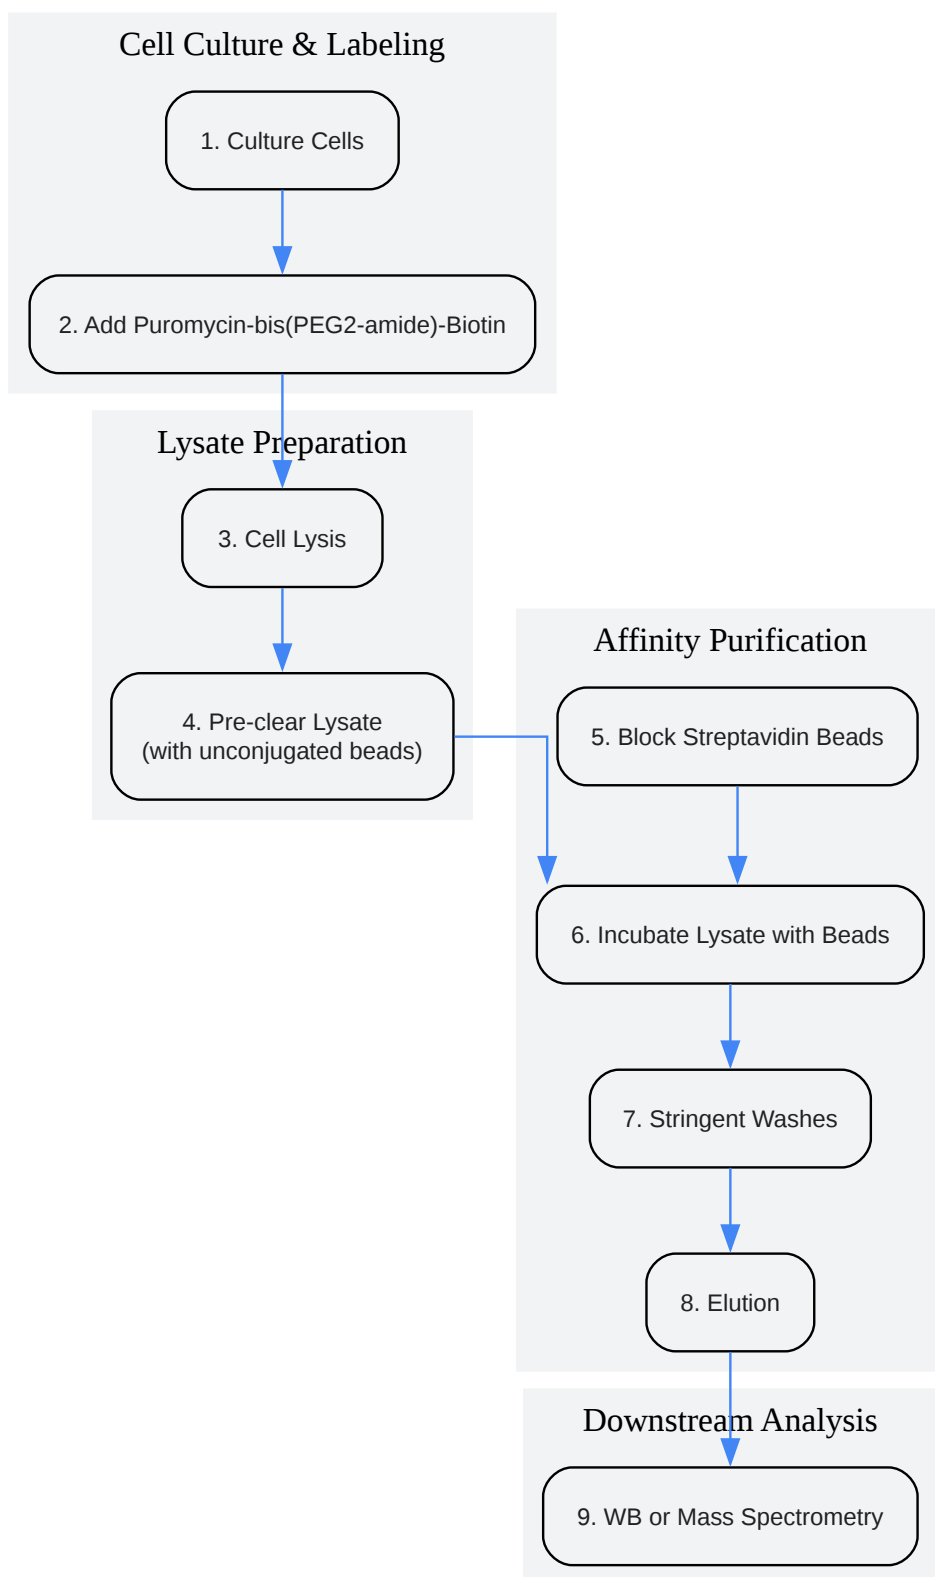 Cell Culture & Labeling
1. Culture Cells
2. Add Puromycin-bis(PEG2-amide)-Biotin
Lysate Preparation
3. Cell Lysis
4. Pre-clear Lysate
(with unconjugated beads)
Affinity Purification
5. Block Streptavidin Beads
6. Incubate Lysate with Beads
7. Stringent Washes
8. Elution
Downstream Analysis
9. WB or Mass Spectrometry